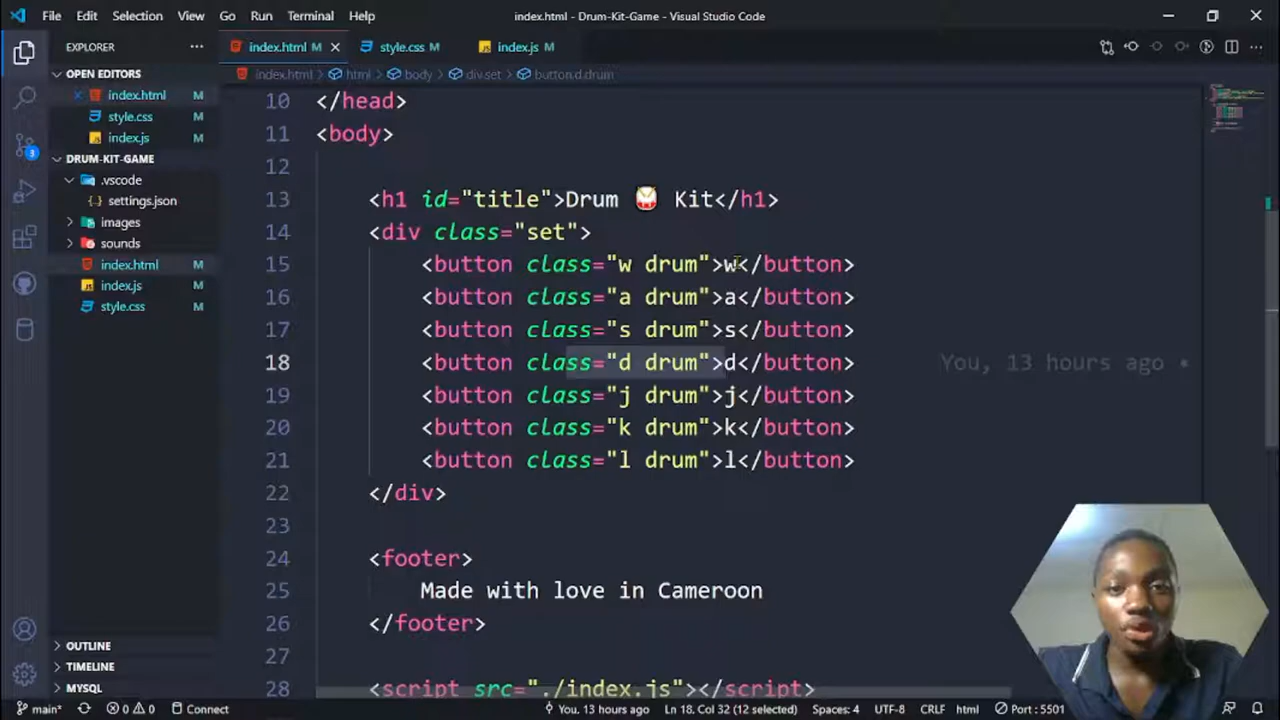 File Edit Selection View Go Run Terminal Help index.html - Drum-Kit-Game - Visual Studio Code
EXPLORER
OPEN EDITORS
index.html M
style.css M
index.js M
DRUM-KIT-GAME
.vscode
settings.json
images
sounds
index.html M
index.js M
style.css M
OUTLINE
TIMELINE
MYSQL
3
index.html M style.css M index.js M
index.html > html > body > div.set > button.d.drum
10 </head>
11 <body>
12
13 <h1 id="title">Drum 🥁 Kit</h1>
14 <div class="set">
15 <button class="w drum">w</button>
16 <button class="a drum">a</button>
17 <button class="s drum">s</button>
18 <button class="d drum">d</button> You, 13 hours ago •
19 <button class="j drum">j</button>
20 <button class="k drum">k</button>
21 <button class="l drum">l</button>
22 </div>
23
24 <footer>
25 Made with love in Cameroon
26 </footer>
27
28 <script src="./index.js"></script>
main* 0 0 Connect You, 13 hours ago Ln 18, Col 32 (12 selected) Spaces: 4 UTF-8 CRLF html Port : 5501